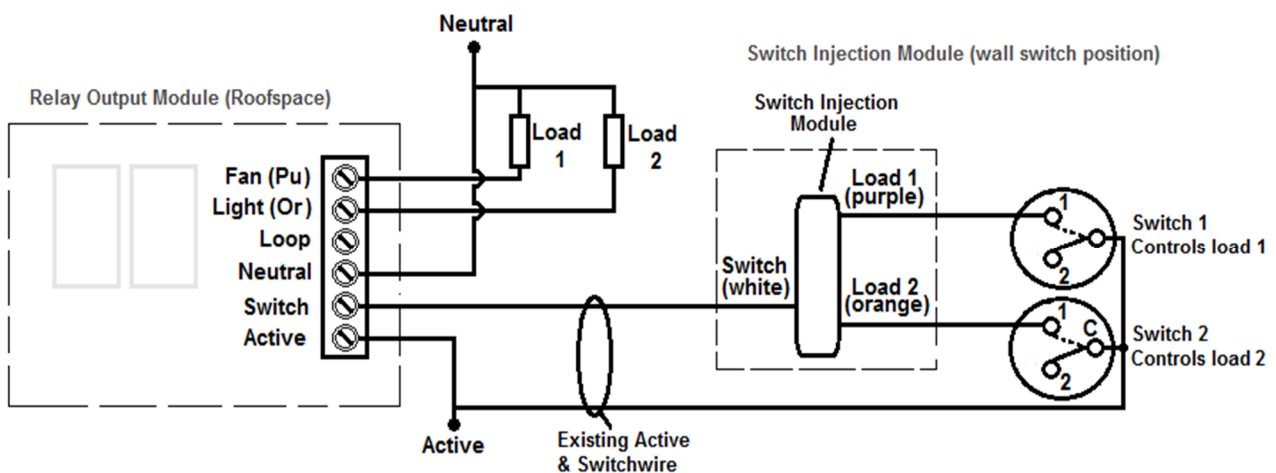 Neutral
Switch Injection Module (wall switch position)
Relay Output Module (Roofspace)
Switch Injection
Module
Load
1
Load
2
Fan (Pu)
Light (Or)
Loop
Neutral
Switch
Active
Load 1
(purple)
Switch
(white)
Load 2
(orange)
1
2
Switch 1
Controls load 1
1
C
2
Switch 2
Controls load 2
Active
Existing Active
& Switchwire